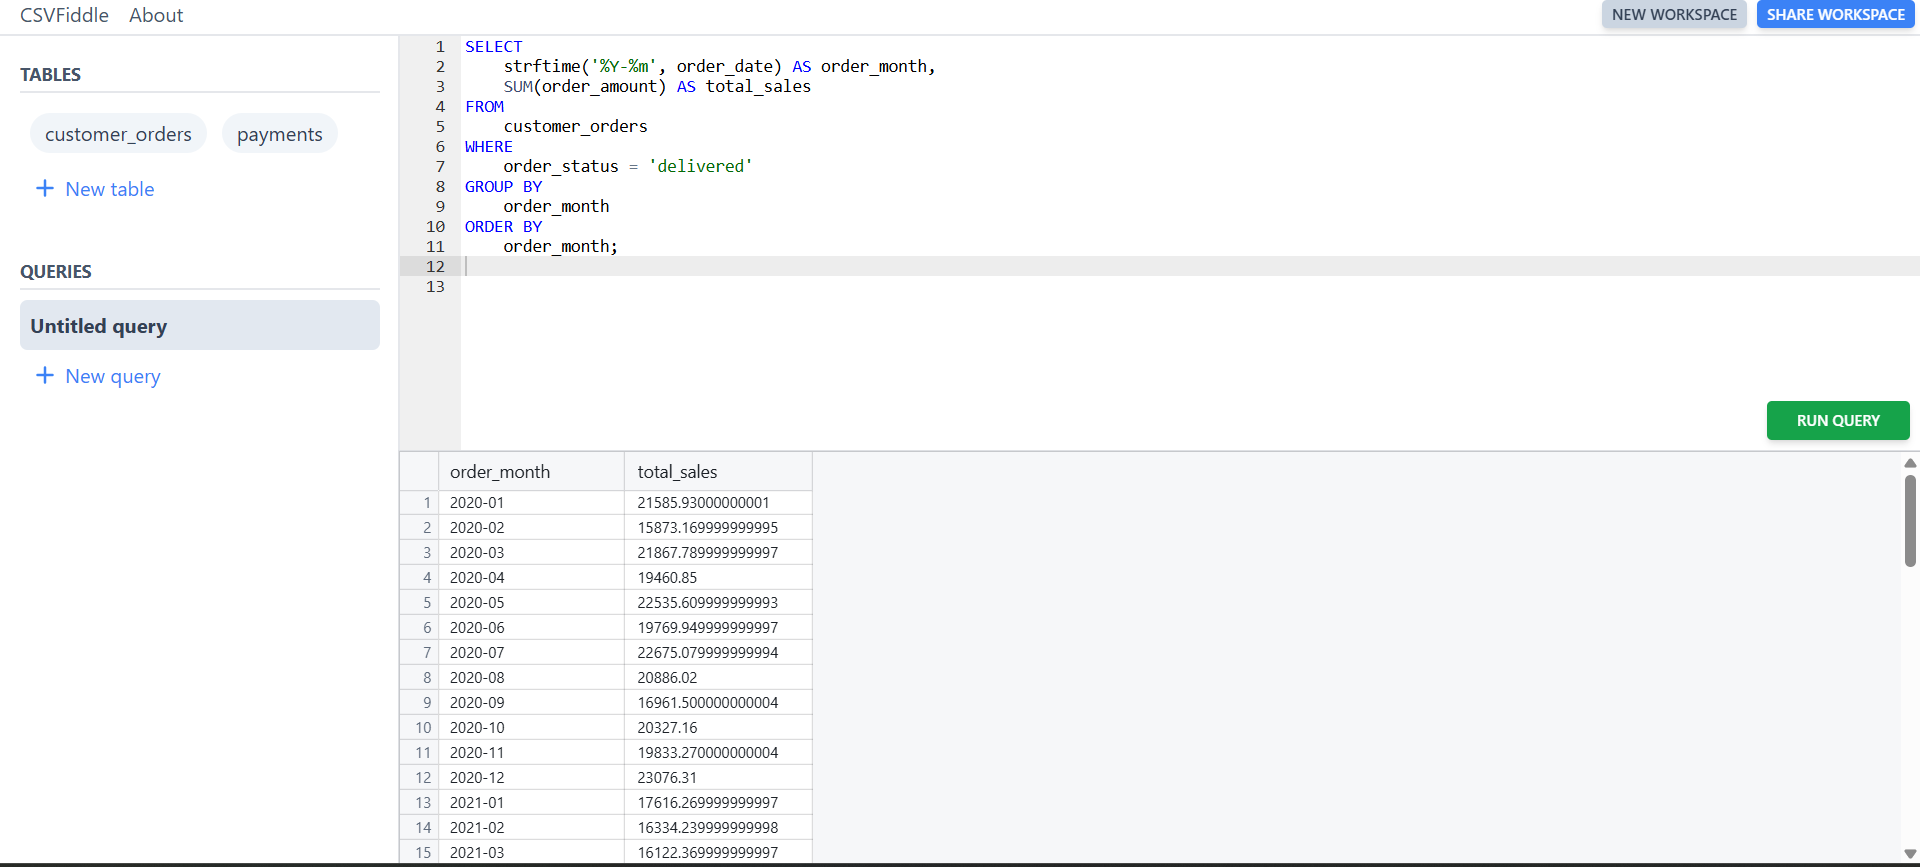 CSVFiddle About NEW WORKSPACE SHARE WORKSPACE
TABLES
customer_orders payments
+ New table
QUERIES
Untitled query
+ New query
1 SELECT
2 strftime('%Y-%m', order_date) AS order_month,
3 SUM(order_amount) AS total_sales
4 FROM
5 customer_orders
6 WHERE
7 order_status = 'delivered'
8 GROUP BY
9 order_month
10 ORDER BY
11 order_month;
12
13
RUN QUERY
order_month total_sales
1 2020-01 21585.93000000001
2 2020-02 15873.169999999995
3 2020-03 21867.789999999997
4 2020-04 19460.85
5 2020-05 22535.609999999993
6 2020-06 19769.949999999997
7 2020-07 22675.079999999994
8 2020-08 20886.02
9 2020-09 16961.500000000004
10 2020-10 20327.16
11 2020-11 19833.270000000004
12 2020-12 23076.31
13 2021-01 17616.269999999997
14 2021-02 16334.239999999998
15 2021-03 16122.369999999997